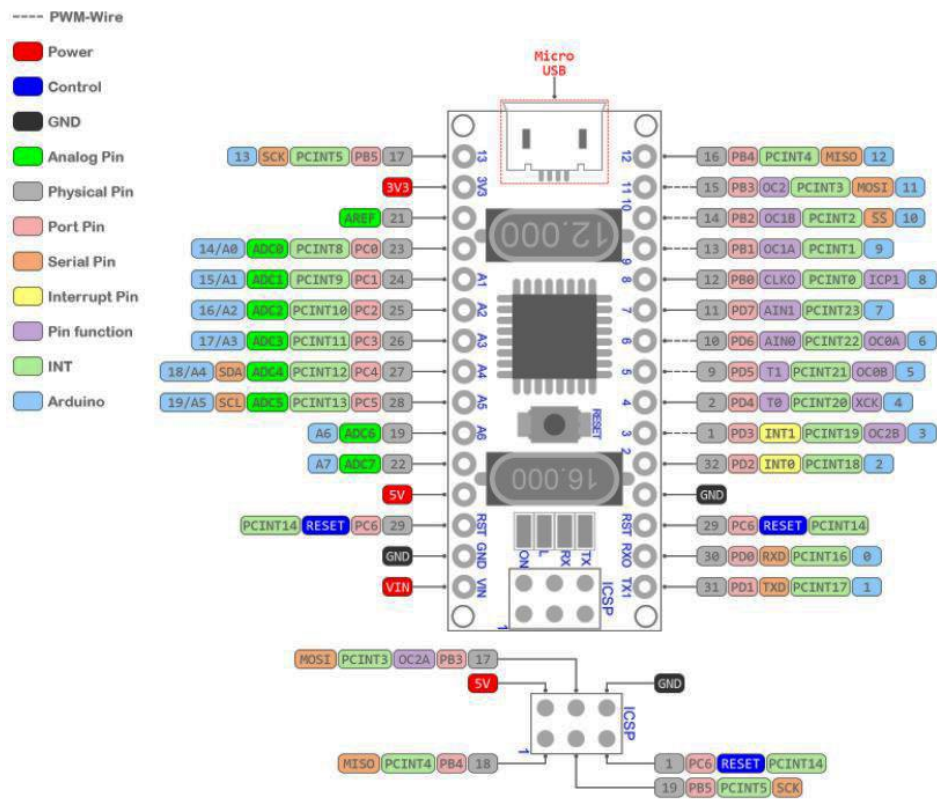 PWM-Wire
Power
Control
GND
Analog Pin
Physical Pin
Port Pin
Serial Pin
Interrupt Pin
Pin function
INT
Arduino
Micro
USB
13 SCK PCINT5 PB5 17
3V3
AREF 21
14/A0 ADC0 PCINT8 PC0 23
15/A1 ADC1 PCINT9 PC1 24
16/A2 ADC2 PCINT10 PC2 25
17/A3 ADC3 PCINT11 PC3 26
18/A4 SDA ADC4 PCINT12 PC4 27
19/A5 SCL ADC5 PCINT13 PC5 28
A6 ADC6 19
A7 ADC7 22
5V
PCINT14 RESET PC6 29
GND
VIN
13
3V3
A1
A2
A3
A4
A5
A6
RST
GND
VIN
12.000
RESET
16.000
ON L RX TX
ICSP
1
12
11
10
9
8
7
6
5
4
3
2
RST
RX0
TX1
16 PB4 PCINT4 MISO 12
15 PB3 OC2 PCINT3 MOSI 11
14 PB2 OC1B PCINT2 SS 10
13 PB1 OC1A PCINT1 9
12 PB0 CLKO PCINT0 ICP1 8
11 PD7 AIN1 PCINT23 7
10 PD6 AIN0 PCINT22 OC0A 6
9 PD5 T1 PCINT21 OC0B 5
2 PD4 T0 PCINT20 XCK 4
1 PD3 INT1 PCINT19 OC2B 3
32 PD2 INT0 PCINT18 2
GND
29 PC6 RESET PCINT14
30 PD0 RXD PCINT16 0
31 PD1 TXD PCINT17 1
MOSI PCINT3 OC2A PB3 17
5V
GND
ICSP
1
MISO PCINT4 PB4 18
1 PC6 RESET PCINT14
19 PB5 PCINT5 SCK